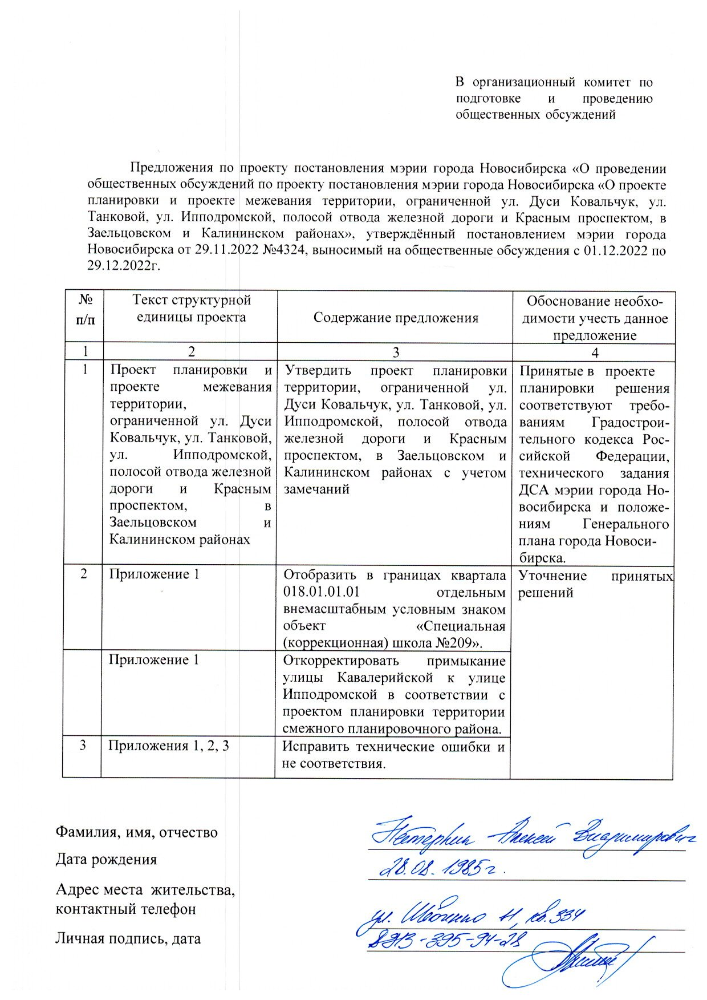 В организационный комитет по
подготовке и проведению
общественных обсуждений
Предложения по проекту постановления мэрии города Новосибирска «О проведении
общественных обсуждений по проекту постановления мэрии города Новосибирска «О проекте
планировки и проекте межевания территории, ограниченной ул. Дуси Ковальчук, ул.
Танковой, ул. Ипподромской, полосой отвода железной дороги и Красным проспектом, в
Заельцовском и Калининском районах», утверждённый постановлением мэрии города
Новосибирска от 29.11.2022 №4324, выносимый на общественные обсуждения с 01.12.2022 по
29.12.2022г.
№
п/п
Текст структурной
единицы проекта
Содержание предложения
Обоснование необхо-
димости учесть данное
предложение
1
2
3
4
1
Проект планировки и
проекте межевания
территории,
ограниченной ул. Дуси
Ковальчук, ул. Танковой,
ул. Ипподромской,
полосой отвода железной
дороги и Красным
проспектом, в
Заельцовском и
Калининском районах
Утвердить проект планировки
территории, ограниченной ул.
Дуси Ковальчук, ул. Танковой, ул.
Ипподромской, полосой отвода
железной дороги и Красным
проспектом, в Заельцовском и
Калининском районах с учетом
замечаний
Принятые в проекте
планировки решения
соответствуют требо-
ваниям Градострои-
тельного кодекса Рос-
сийской Федерации,
технического задания
ДСА мэрии города Но-
восибирска и положе-
ниям Генерального
плана города Новоси-
бирска.
2
Приложение 1
Отобразить в границах квартала
018.01.01.01 отдельным
внемасштабным условным знаком
объект «Специальная
(коррекционная) школа №209».
Уточнение принятых
решений
Приложение 1
Откорректировать примыкание
улицы Кавалерийской к улице
Ипподромской в соответствии с
проектом планировки территории
смежного планировочного района.
3
Приложения 1, 2, 3
Исправить технические ошибки и
не соответствия.
Фамилия, имя, отчество
Алексей Владимирович
Дата рождения
28.08.1985г.
Адрес места жительства,
контактный телефон
ул. 11, кв.334
Личная подпись, дата
8913-395-94-28